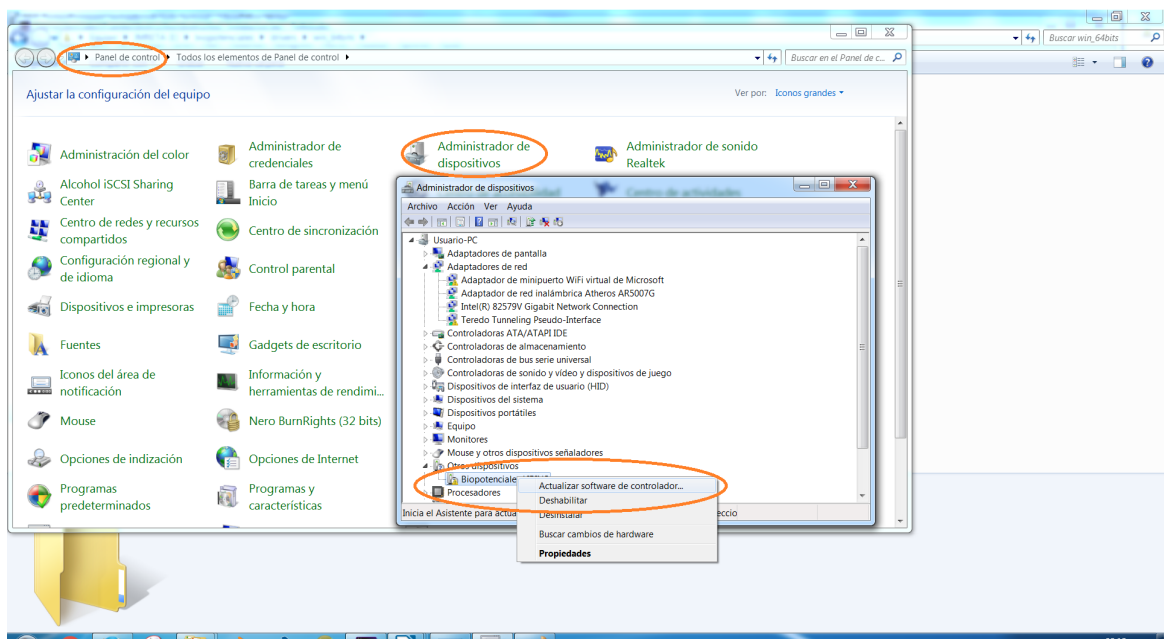 Buscar win_64bits
Panel de control
Todos los elementos de Panel de control
Buscar en el Panel de c...
Ajustar la configuración del equipo
Ver por:
Iconos grandes
Administración del color
Administrador de
credenciales
Administrador de
dispositivos
Administrador de sonido
Realtek
Alcohol iSCSI Sharing
Center
Barra de tareas y menú
Inicio
Centro de actividades
Centro de redes y recursos
compartidos
Centro de sincronización
Configuración regional y
de idioma
Control parental
Dispositivos e impresoras
Fecha y hora
Fuentes
Gadgets de escritorio
Iconos del área de
notificación
Información y
herramientas de rendimi...
Mouse
Nero BurnRights (32 bits)
Opciones de indización
Opciones de Internet
Programas
predeterminados
Programas y
características
Administrador de dispositivos
Archivo Acción Ver Ayuda
Usuario-PC
Adaptadores de pantalla
Adaptadores de red
Adaptador de minipuerto WiFi virtual de Microsoft
Adaptador de red inalámbrica Atheros AR5007G
Intel(R) 82579V Gigabit Network Connection
Teredo Tunneling Pseudo-Interface
Controladoras ATA/ATAPI IDE
Controladoras de almacenamiento
Controladoras de bus serie universal
Controladoras de sonido y vídeo y dispositivos de juego
Dispositivos de interfaz de usuario (HID)
Dispositivos del sistema
Dispositivos portátiles
Equipo
Monitores
Mouse y otros dispositivos señaladores
Otros dispositivos
Biopotenciale
Procesadores
Inicia el Asistente para actua
eccio
Actualizar software de controlador...
Deshabilitar
Desinstalar
Buscar cambios de hardware
Propiedades